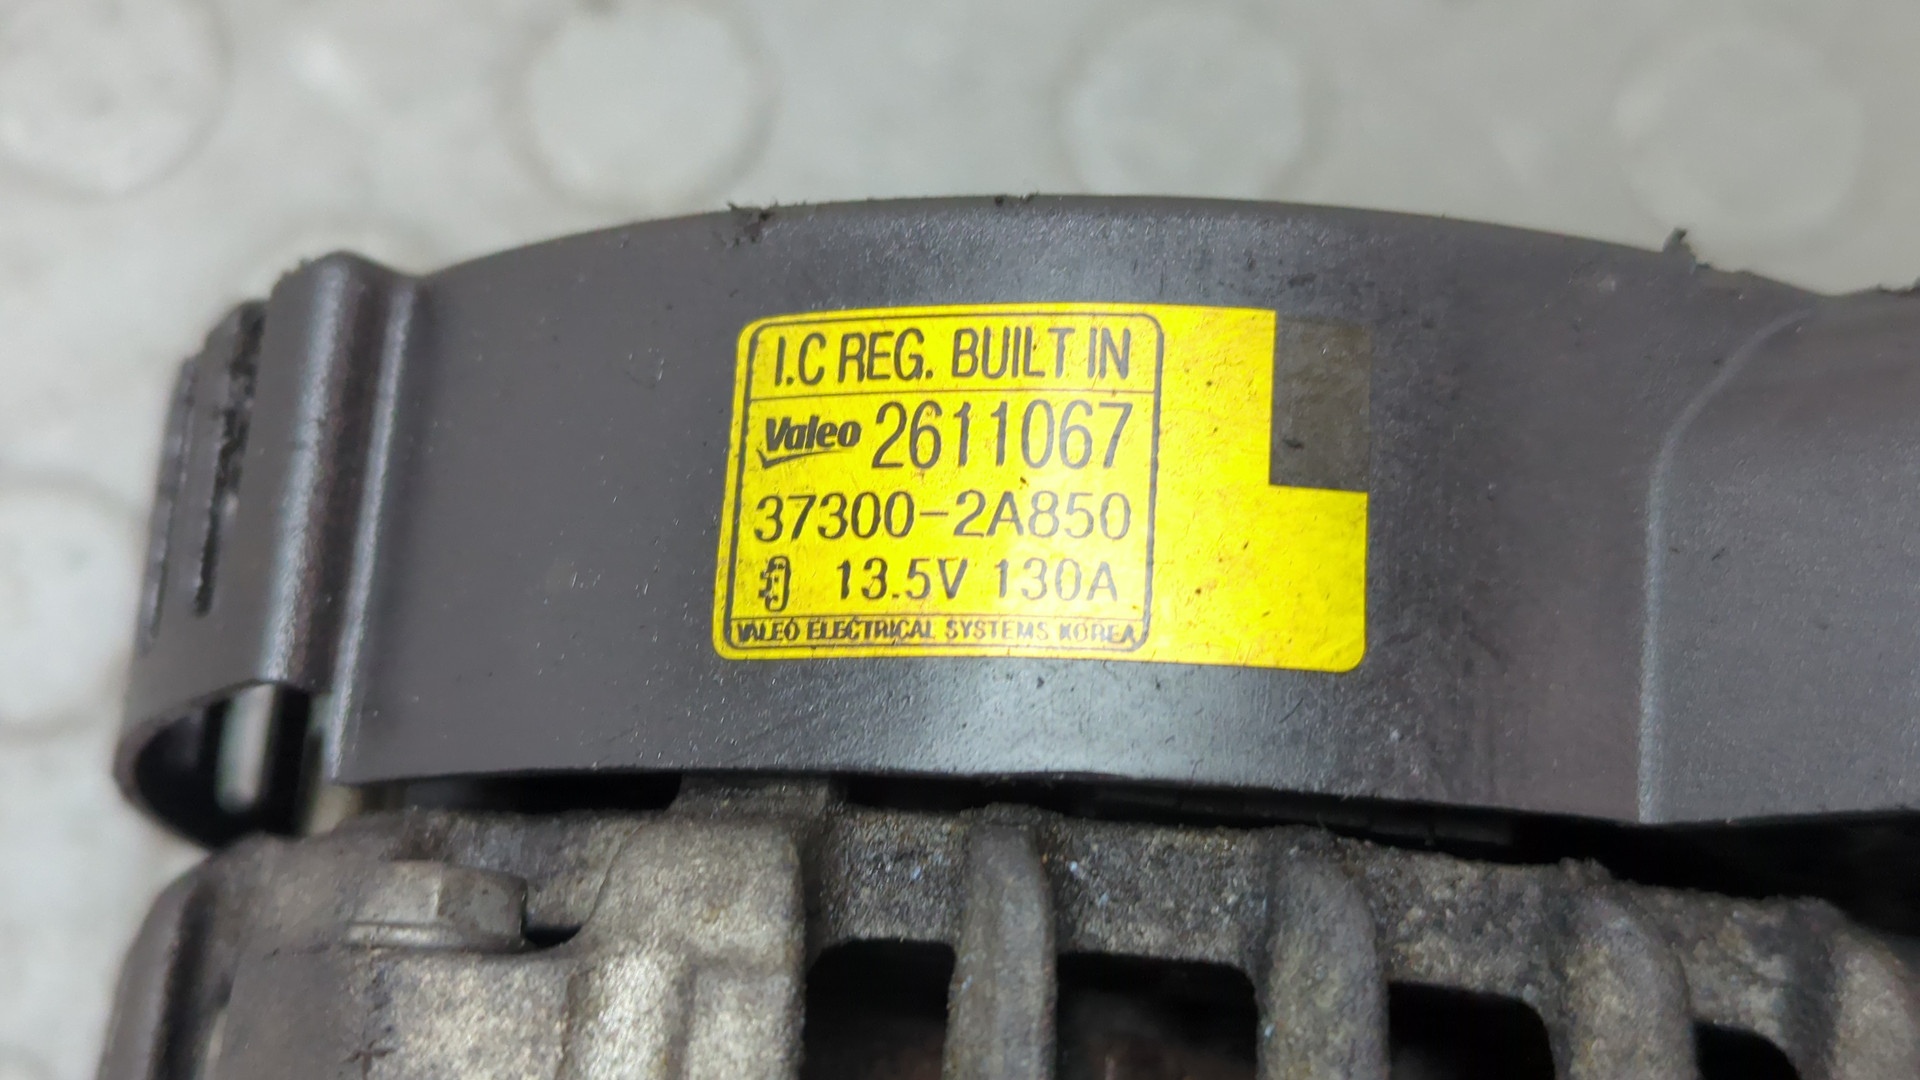 I.C REG. BUILT IN
Valeo 2611067
37300-2A850
13.5V 130A
VALEO ELECTRICAL SYSTEMS KOREA